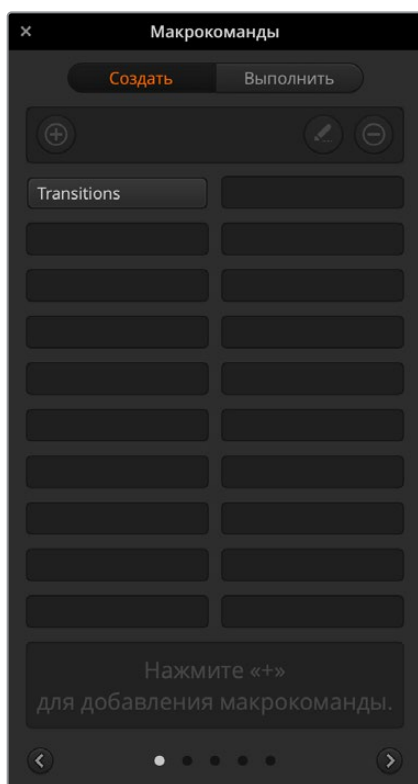 Макрокоманды
Создать Выполнить
Transitions
Нажмите «+»
для добавления макрокоманды.